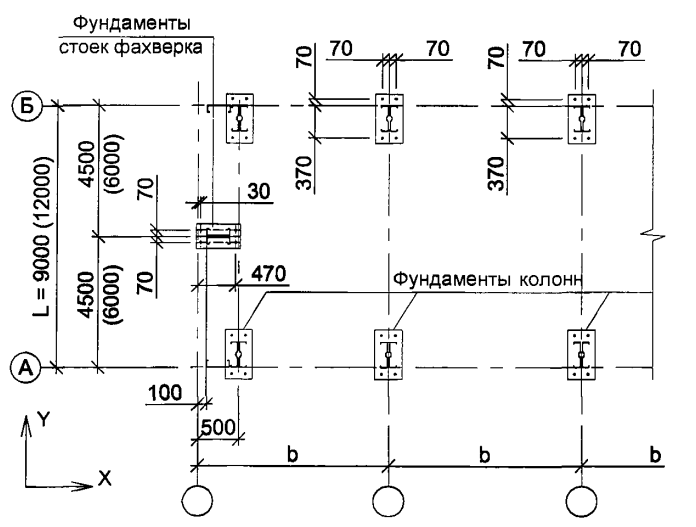 Фундаменты
стоек фахверка
70
70
70
70
70
70
Б
370
370
4500
(6000)
70
30
L = 9000 (12000)
470
4500
(6000)
70
Фундаменты колонн
А
100
500
Y
X
b
b
b